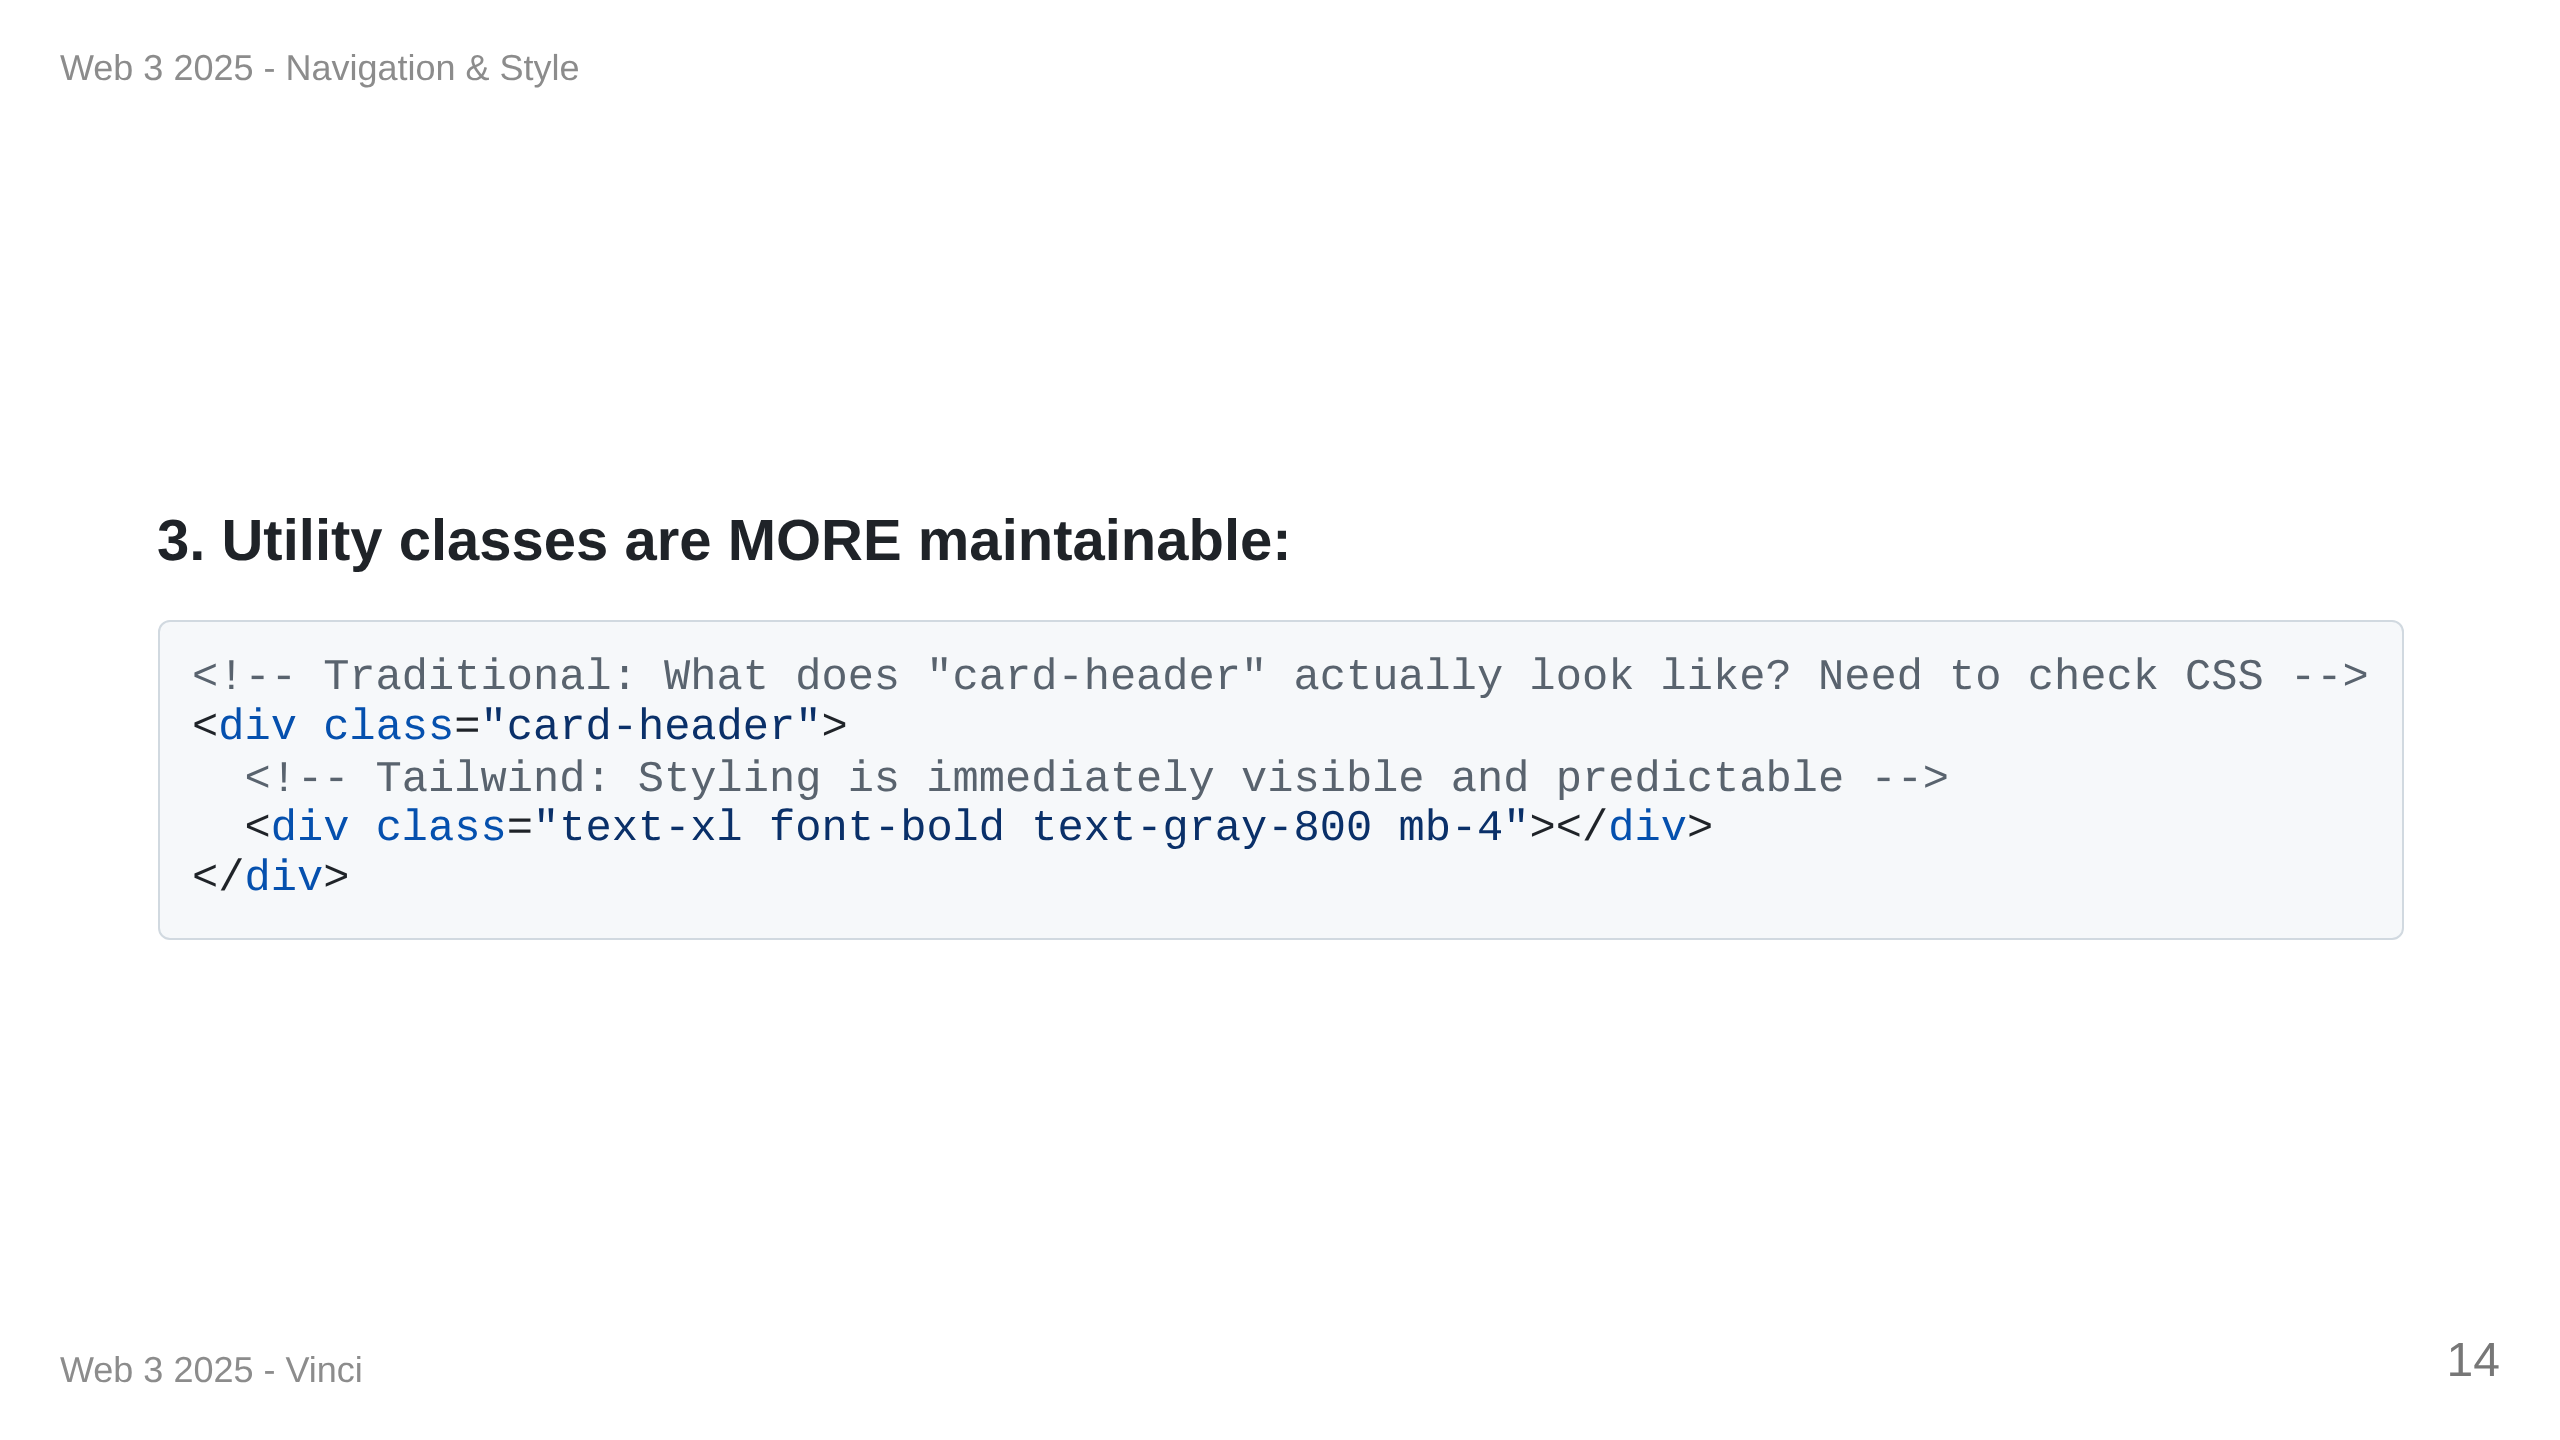 Web 3 2025 - Navigation & Style
3. Utility classes are MORE maintainable:
<!-- Traditional: What does "card-header" actually look like? Need to check CSS -->
<div class="card-header">
  <!-- Tailwind: Styling is immediately visible and predictable -->
  <div class="text-xl font-bold text-gray-800 mb-4"></div>
</div>
Web 3 2025 - Vinci
14